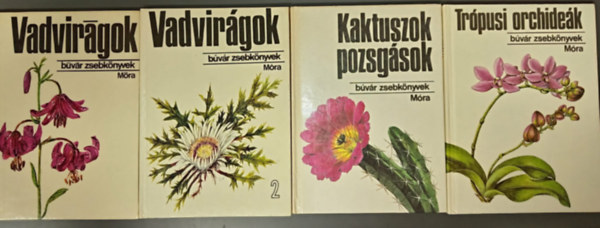 Vadvirágok
búvár zsebkönyvek
Móra
Vadvirágok
búvár zsebkönyvek
Móra
2
Kaktuszok
pozsgások
búvár zsebkönyvek
Móra
Trópusi orchideák
búvár zsebkönyvek
Móra